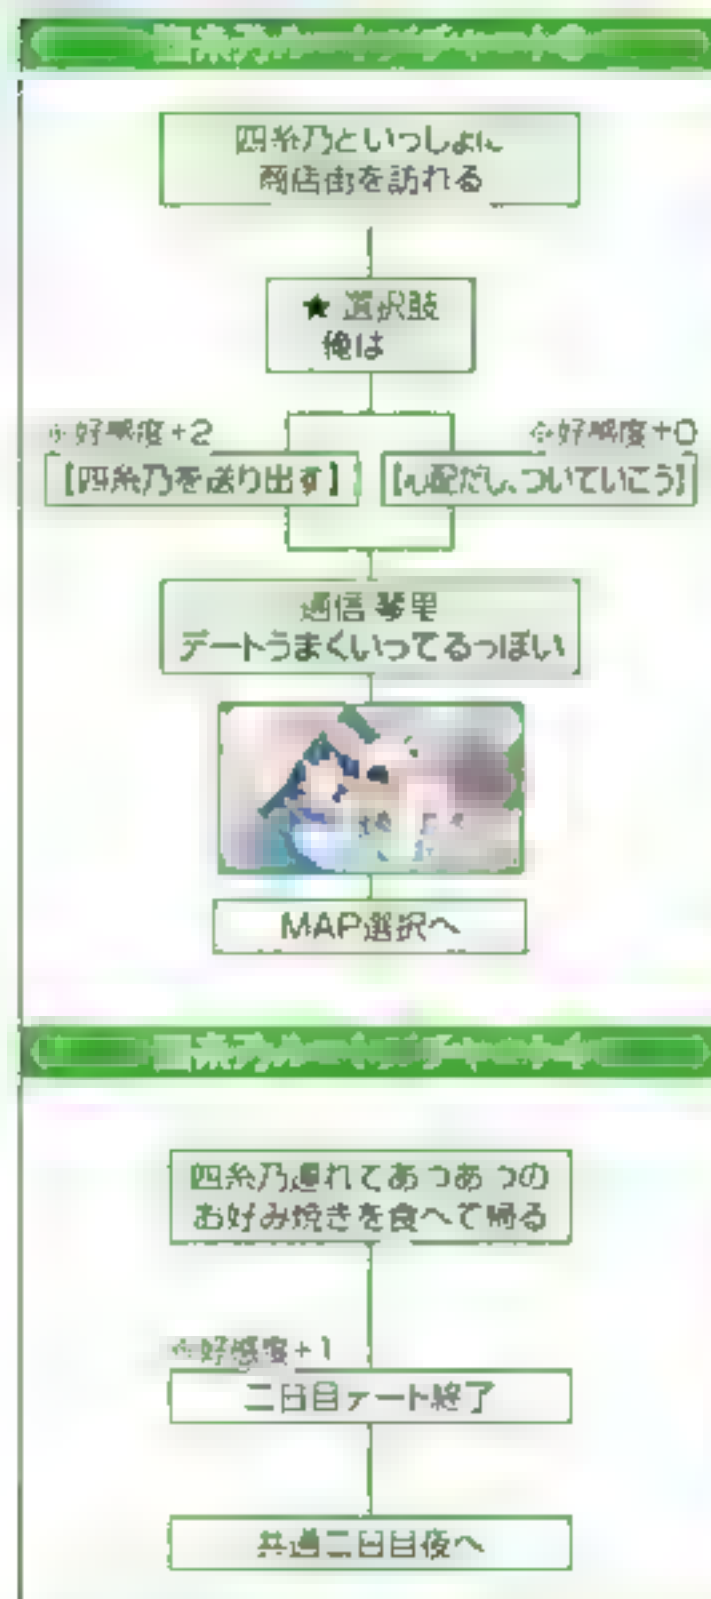 四糸乃といっしょに
商店街を訪れる
★ 選択肢
俺は
好感度+2
好感度+0
【四糸乃を送り出す】
【心配だし、ついていこう】
通信 琴里
デートうまくいってるっぽい
MAP選択へ
四糸乃連れてあつあつの
お好み焼きを食べて帰る
好感度+1
二日目デート終了
共通二日目夜へ